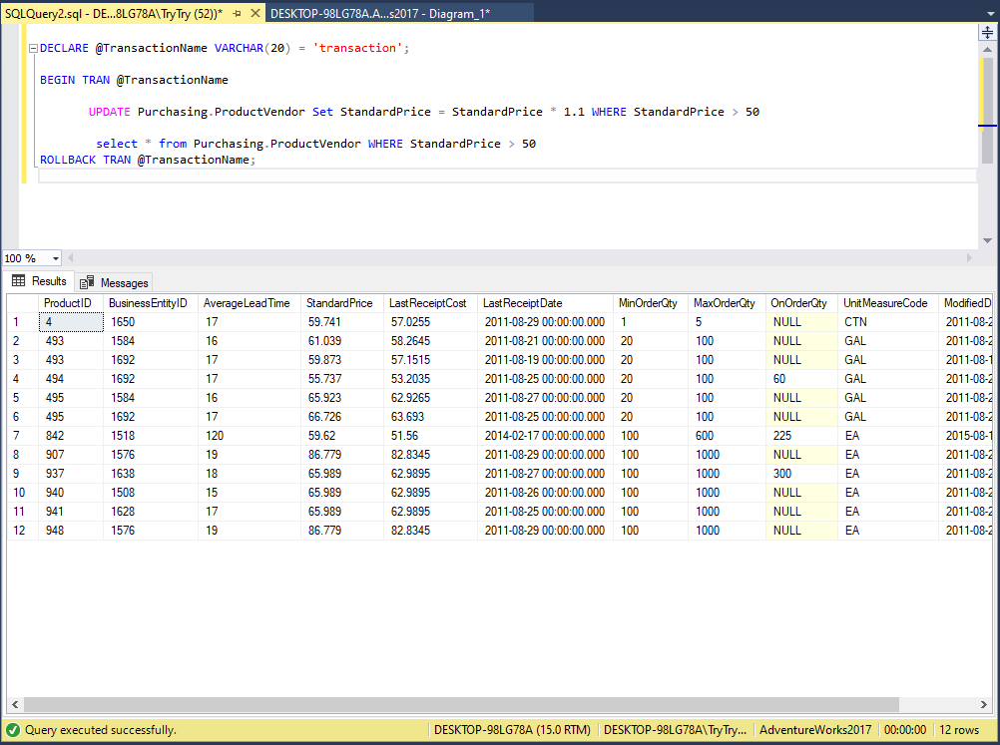 SQLQuery2.sql - DE...8LG78A\TryTry (52))* DESKTOP-98LG78A.A...s2017 - Diagram_1*
DECLARE @TransactionName VARCHAR(20) = 'transaction';
BEGIN TRAN @TransactionName
UPDATE Purchasing.ProductVendor Set StandardPrice = StandardPrice * 1.1 WHERE StandardPrice > 50
select * from Purchasing.ProductVendor WHERE StandardPrice > 50
ROLLBACK TRAN @TransactionName;
100 %
Results Messages
ProductID BusinessEntityID AverageLeadTime StandardPrice LastReceiptCost LastReceiptDate MinOrderQty MaxOrderQty OnOrderQty UnitMeasureCode ModifiedD
1 4 1650 17 59.741 57.0255 2011-08-29 00:00:00.000 1 5 NULL CTN 2011-08-2
2 493 1584 16 61.039 58.2645 2011-08-21 00:00:00.000 20 100 NULL GAL 2011-08-2
3 493 1692 17 59.873 57.1515 2011-08-19 00:00:00.000 20 100 NULL GAL 2011-08-1
4 494 1692 17 55.737 53.2035 2011-08-25 00:00:00.000 20 100 60 GAL 2011-08-2
5 495 1584 16 65.923 62.9265 2011-08-27 00:00:00.000 20 100 NULL GAL 2011-08-2
6 495 1692 17 66.726 63.693 2011-08-25 00:00:00.000 20 100 NULL GAL 2011-08-2
7 842 1518 120 59.62 51.56 2014-02-17 00:00:00.000 100 600 225 EA 2015-08-1
8 907 1576 19 86.779 82.8345 2011-08-29 00:00:00.000 100 1000 NULL EA 2011-08-2
9 937 1638 18 65.989 62.9895 2011-08-27 00:00:00.000 100 1000 300 EA 2011-08-2
10 940 1508 15 65.989 62.9895 2011-08-26 00:00:00.000 100 1000 NULL EA 2011-08-2
11 941 1628 17 65.989 62.9895 2011-08-25 00:00:00.000 100 1000 NULL EA 2011-08-2
12 948 1576 19 86.779 82.8345 2011-08-29 00:00:00.000 100 1000 NULL EA 2011-08-2
Query executed successfully. DESKTOP-98LG78A (15.0 RTM) DESKTOP-98LG78A\TryTry... AdventureWorks2017 00:00:00 12 rows